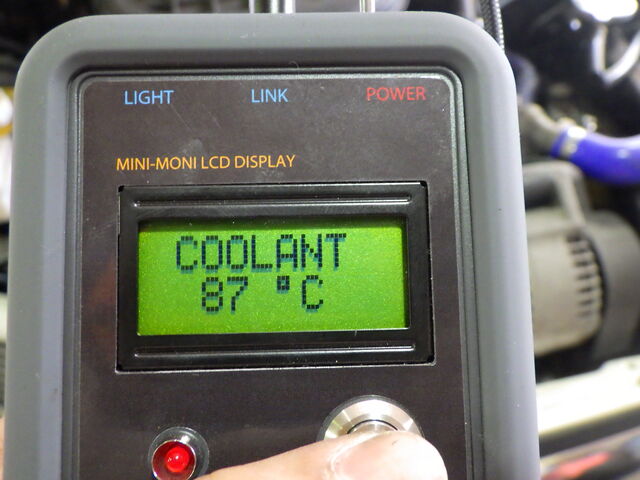 LIGHT LINK POWER
MINI-MONI LCD DISPLAY
COOLANT
87 °C